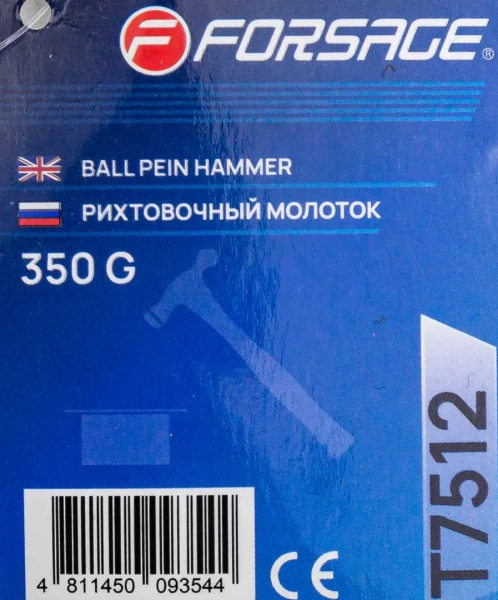 F FORSAGE®
BALL PEIN HAMMER
РИХТОВОЧНЫЙ МОЛОТОК
350 G
T7512
4 811450 093544
CE